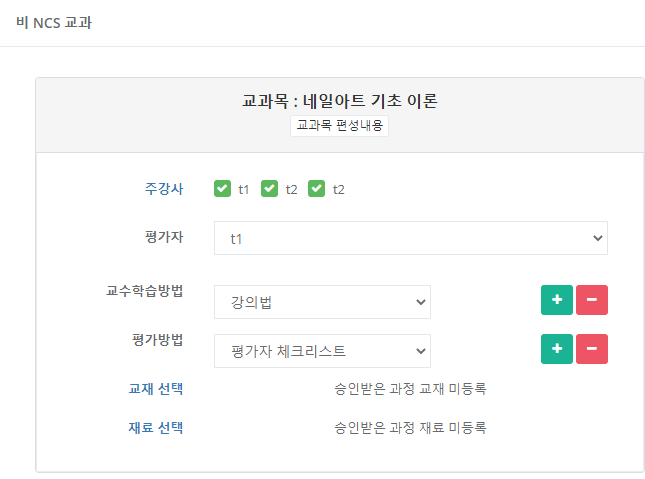 비 NCS 교과
교과목 : 네일아트 기초 이론
교과목 편성내용
주강사 t1 t2 t2
평가자 t1
교수학습방법 강의법
평가방법 평가자 체크리스트
교재 선택 승인받은 과정 교재 미등록
재료 선택 승인받은 과정 재료 미등록